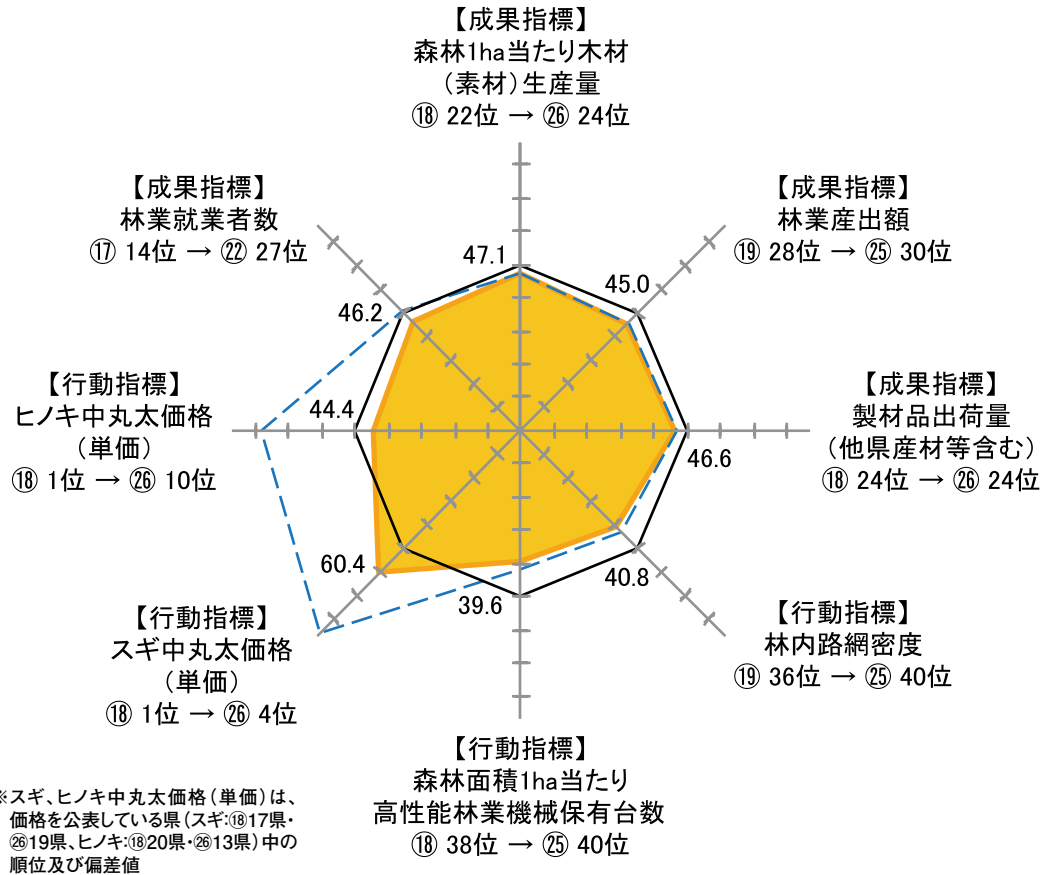 【成果指標】
森林1ha当たり木材
（素材）生産量
⑱ 22位 → ㉖ 24位
【成果指標】
林業就業者数
⑰ 14位 → ㉒ 27位
【成果指標】
林業産出額
⑲ 28位 → ㉕ 30位
47.1
45.0
46.2
【行動指標】
ヒノキ中丸太価格
（単価）
⑱ 1位 → ㉖ 10位
44.4
【成果指標】
製材品出荷量
（他県産材等含む）
⑱ 24位 → ㉖ 24位
46.6
60.4
40.8
39.6
【行動指標】
スギ中丸太価格
（単価）
⑱ 1位 → ㉖ 4位
【行動指標】
林内路網密度
⑲ 36位 → ㉕ 40位
【行動指標】
森林面積1ha当たり
高性能林業機械保有台数
⑱ 38位 → ㉕ 40位
※スギ、ヒノキ中丸太価格（単価）は、
価格を公表している県（スギ:⑱17県・
㉖19県、ヒノキ:⑱20県・㉖13県）中の
順位及び偏差値